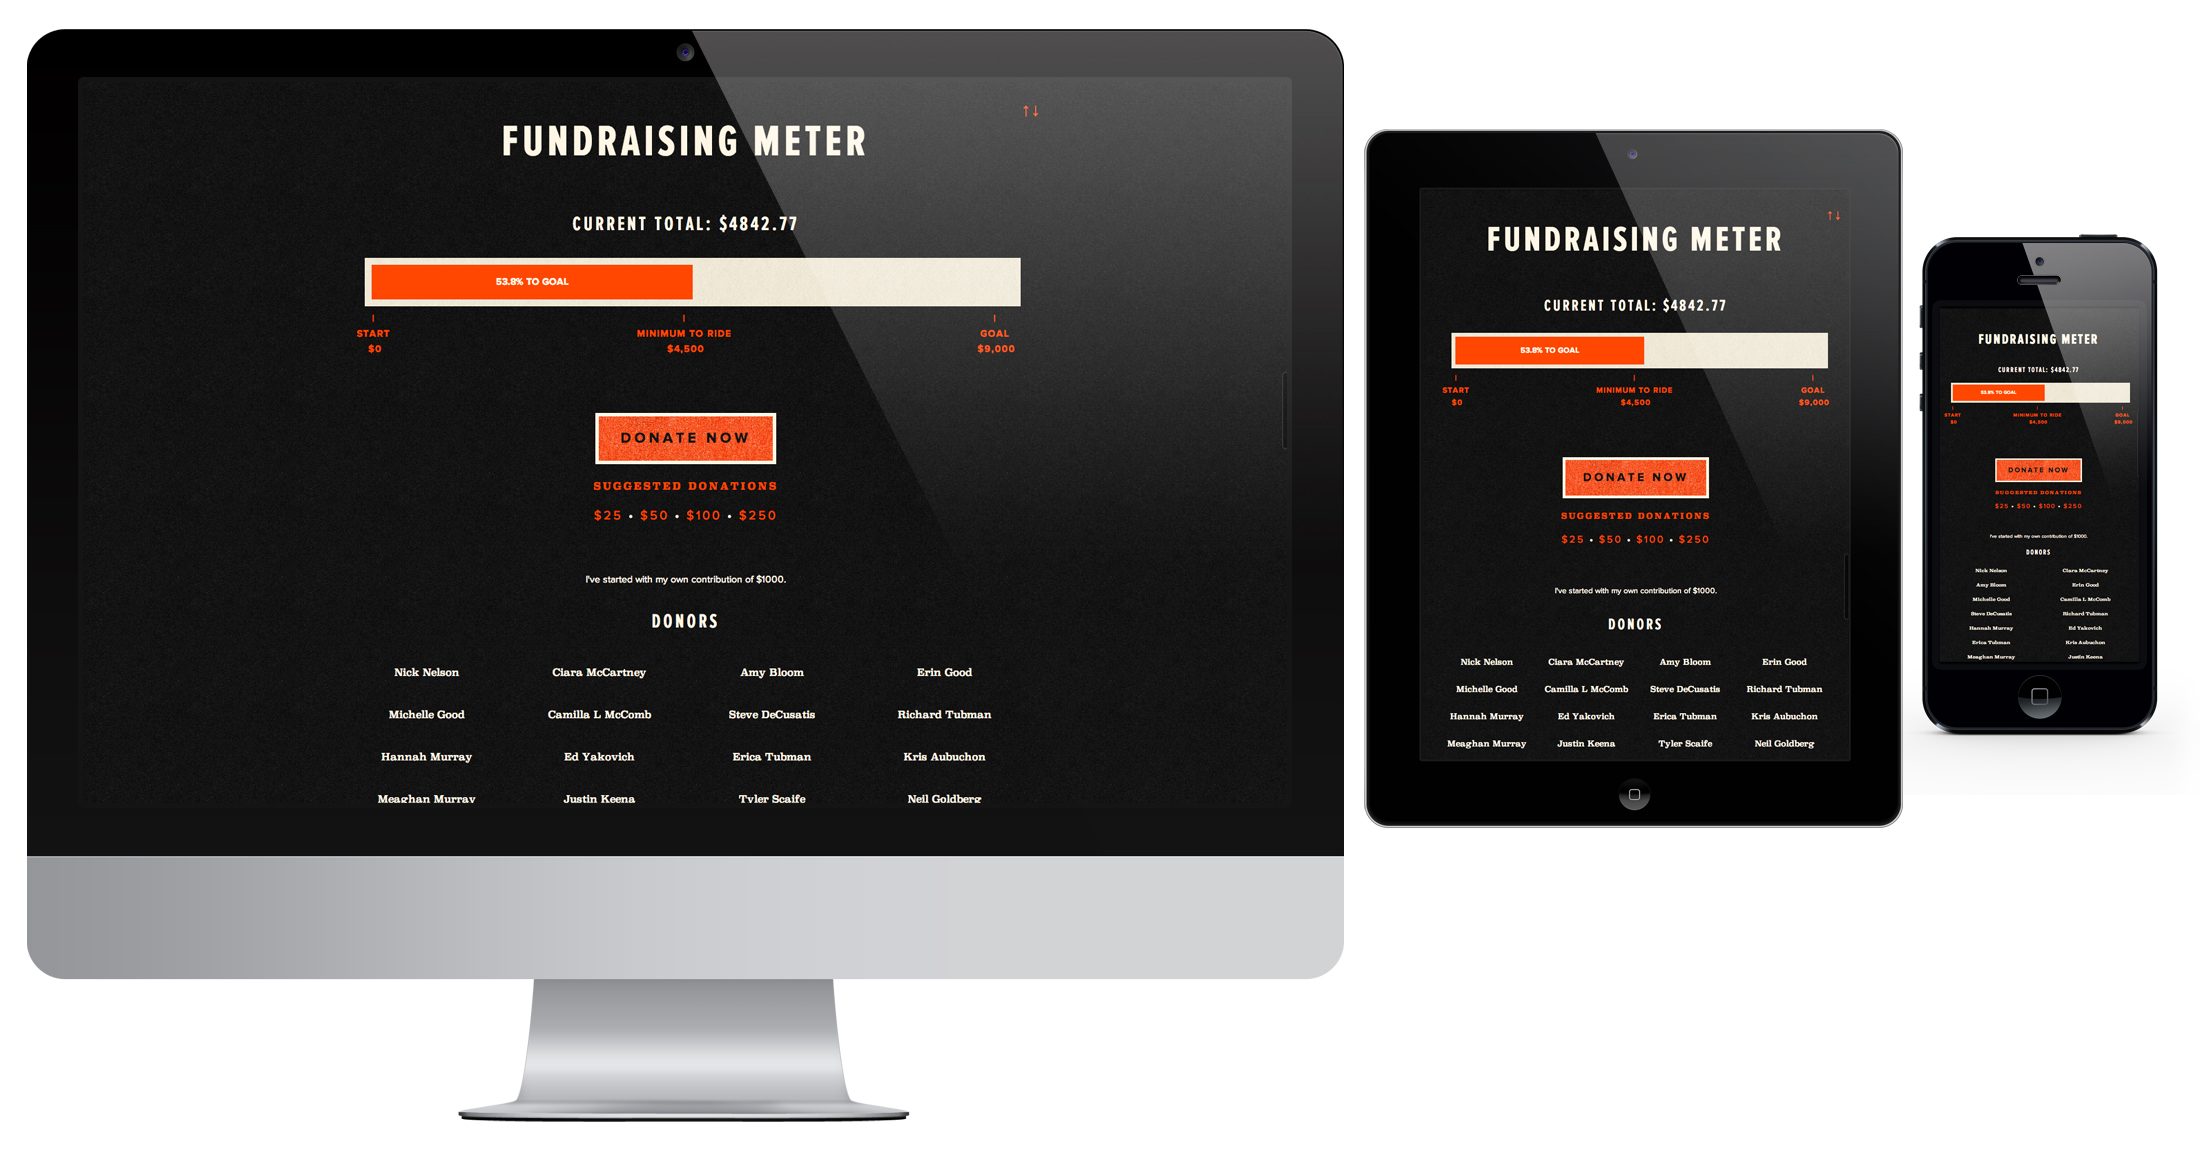 ↑↓
FUNDRAISING METER
CURRENT TOTAL: $4842.77
53.8% TO GOAL
START MINIMUM TO RIDE GOAL
$0 $4,500 $9,000
DONATE NOW
SUGGESTED DONATIONS
$25 • $50 • $100 • $250
I've started with my own contribution of $1000.
DONORS
Nick Nelson Ciara McCartney Amy Bloom Erin Good
Michelle Good Camilla L McComb Steve DeCusatis Richard Tubman
Hannah Murray Ed Yakovich Erica Tubman Kris Aubuchon
Meaghan Murray Justin Keena Tyler Scaife Neil Goldberg
↑↓
FUNDRAISING METER
CURRENT TOTAL: $4842.77
53.8% TO GOAL
START MINIMUM TO RIDE GOAL
$0 $4,500 $9,000
DONATE NOW
SUGGESTED DONATIONS
$25 • $50 • $100 • $250
I've started with my own contribution of $1000.
DONORS
Nick Nelson Ciara McCartney Amy Bloom Erin Good
Michelle Good Camilla L McComb Steve DeCusatis Richard Tubman
Hannah Murray Ed Yakovich Erica Tubman Kris Aubuchon
Meaghan Murray Justin Keena Tyler Scaife Neil Goldberg
FUNDRAISING METER
CURRENT TOTAL: $4842.77
53.8% TO GOAL
START MINIMUM TO RIDE GOAL
$0 $4,500 $9,000
DONATE NOW
SUGGESTED DONATIONS
$25 • $50 • $100 • $250
I've started with my own contribution of $1000.
DONORS
Nick Nelson Ciara McCartney
Amy Bloom Erin Good
Michelle Good Camilla L McComb
Steve DeCusatis Richard Tubman
Hannah Murray Ed Yakovich
Erica Tubman Kris Aubuchon
Meaghan Murray Justin Keena